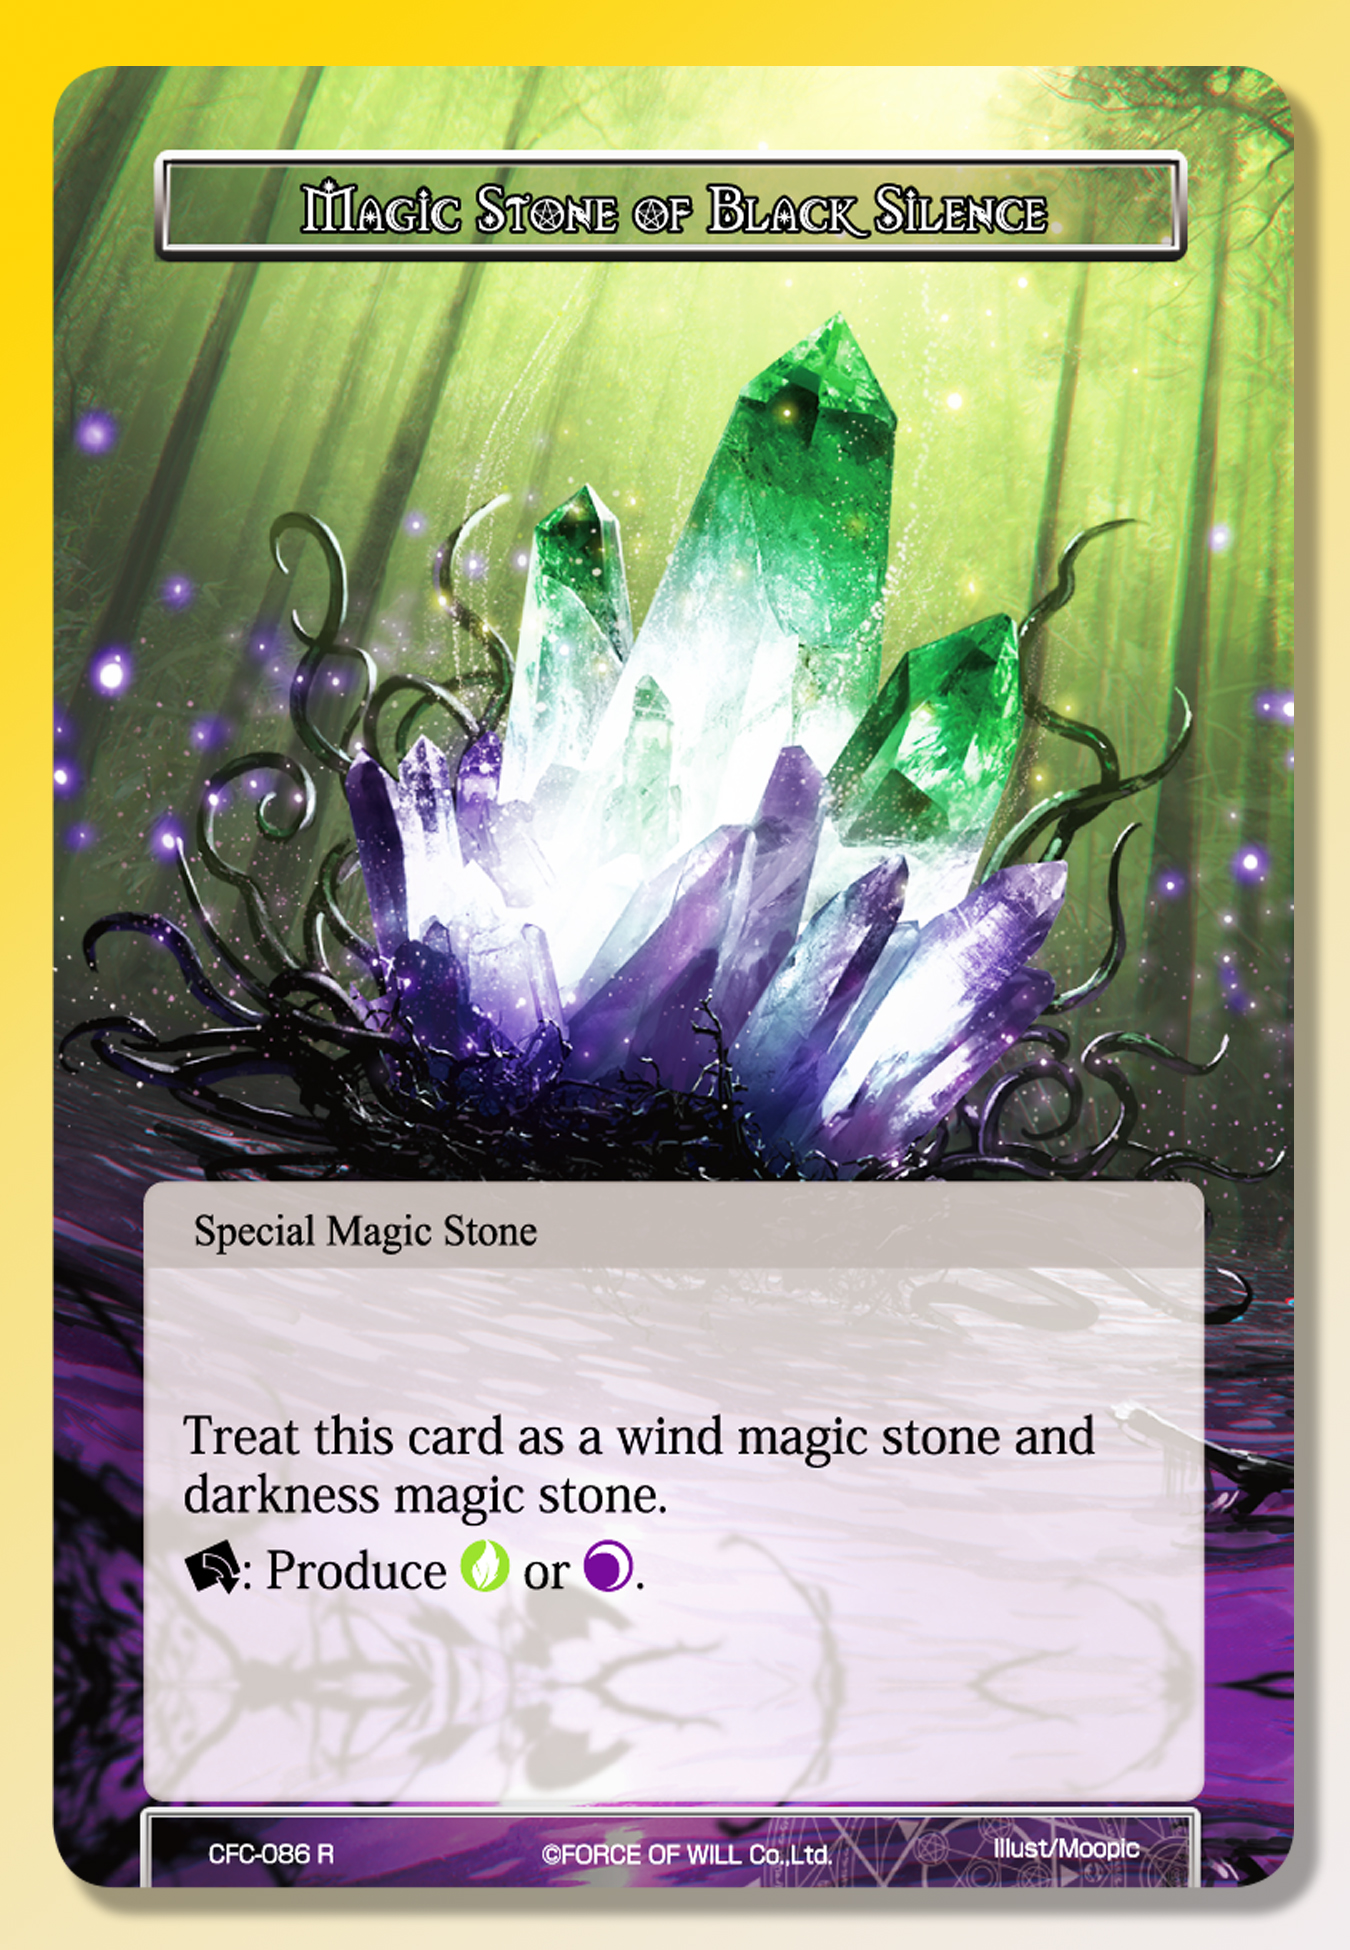 Magic Stone of Black Silence
Special Magic Stone
Treat this card as a wind magic stone and
darkness magic stone.
: Produce or .
CFC-086 R
©FORCE OF WILL Co.,Ltd.
Illust/Moopic